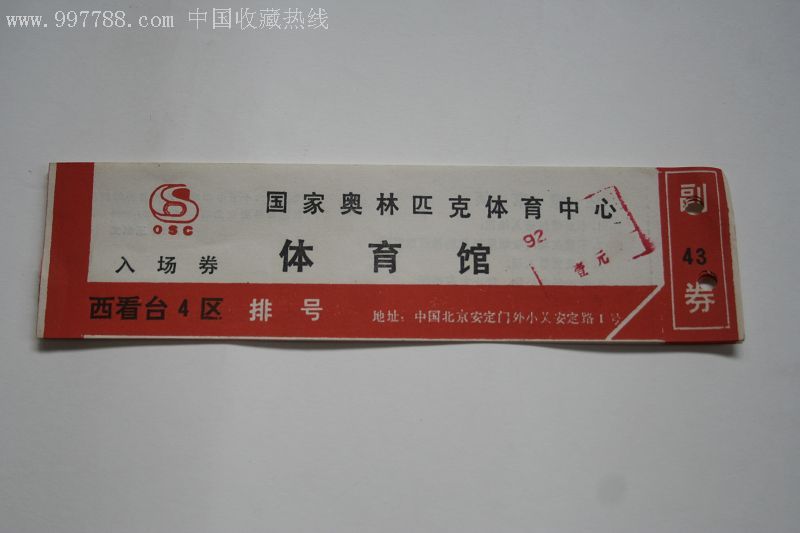 www.997788.com 中国收藏热线
OSC
国家奥林匹克体育中心
入场券 体育馆
92
壹元
西看台4区 排 号
地址:中国北京安定门外小关安定路1号
副
43
券